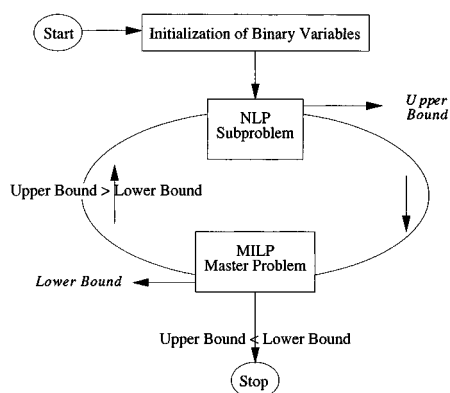 Start
Initialization of Binary Variables
NLP
Subproblem
Upper
Bound
Upper Bound > Lower Bound
MILP
Master Problem
Lower Bound
Upper Bound < Lower Bound
Stop